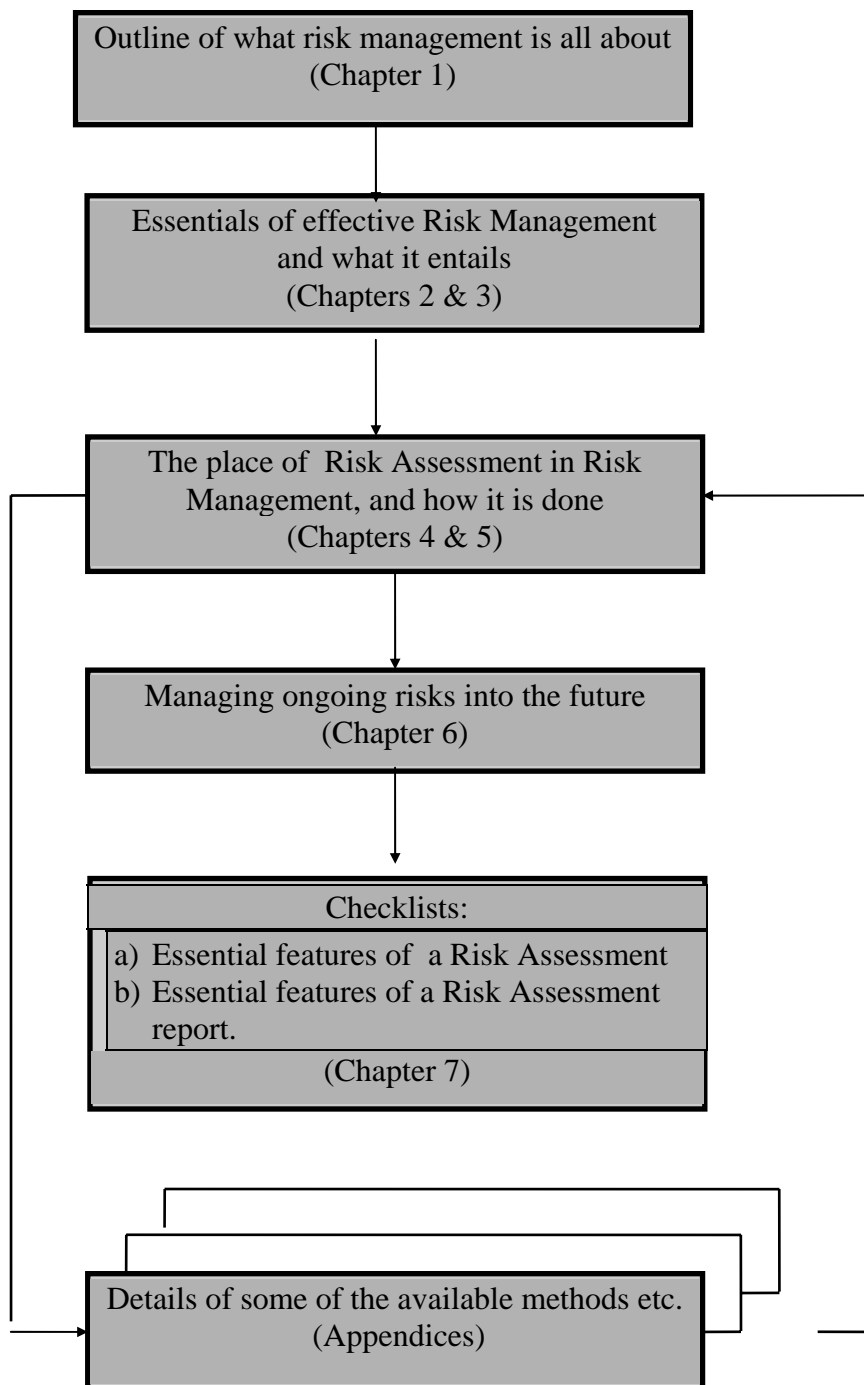 Outline of what risk management is all about
(Chapter 1)
Essentials of effective Risk Management
and what it entails
(Chapters 2 & 3)
The place of Risk Assessment in Risk
Management, and how it is done
(Chapters 4 & 5)
Managing ongoing risks into the future
(Chapter 6)
Checklists:
a) Essential features of a Risk Assessment
b) Essential features of a Risk Assessment
report.
(Chapter 7)
Details of some of the available methods etc.
(Appendices)